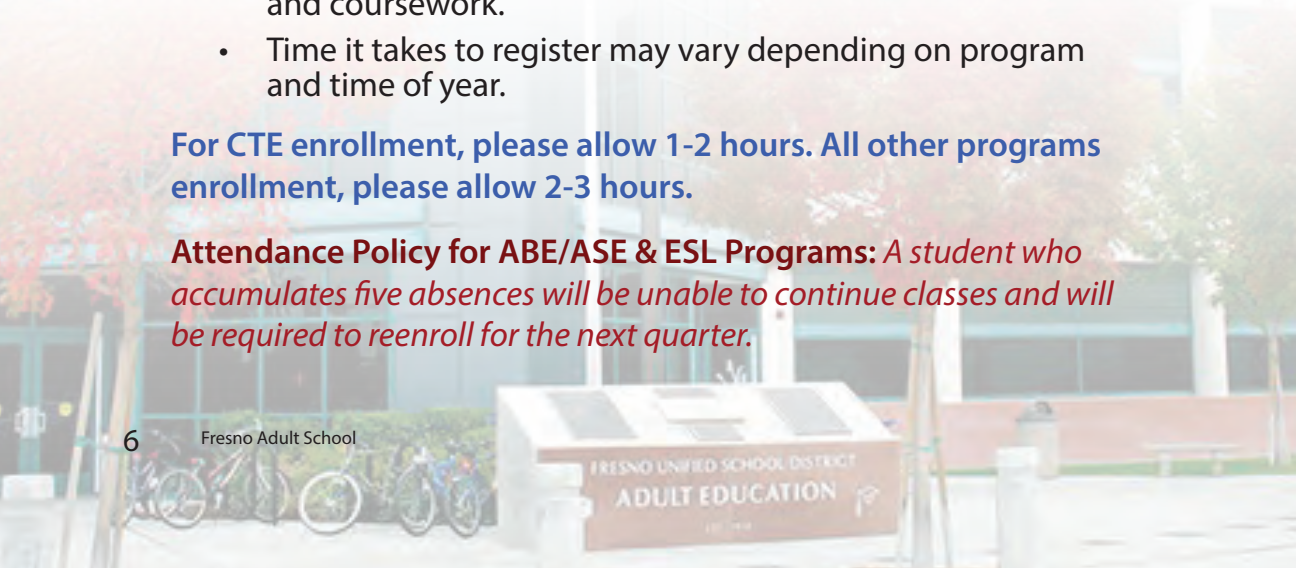 and coursework.
• Time it takes to register may vary depending on program
and time of year.
For CTE enrollment, please allow 1-2 hours. All other programs
enrollment, please allow 2-3 hours.
Attendance Policy for ABE/ASE & ESL Programs: A student who
accumulates five absences will be unable to continue classes and will
be required to reenroll for the next quarter.
6 Fresno Adult School
FRESNO UNIFIED SCHOOL DISTRICT
ADULT EDUCATION